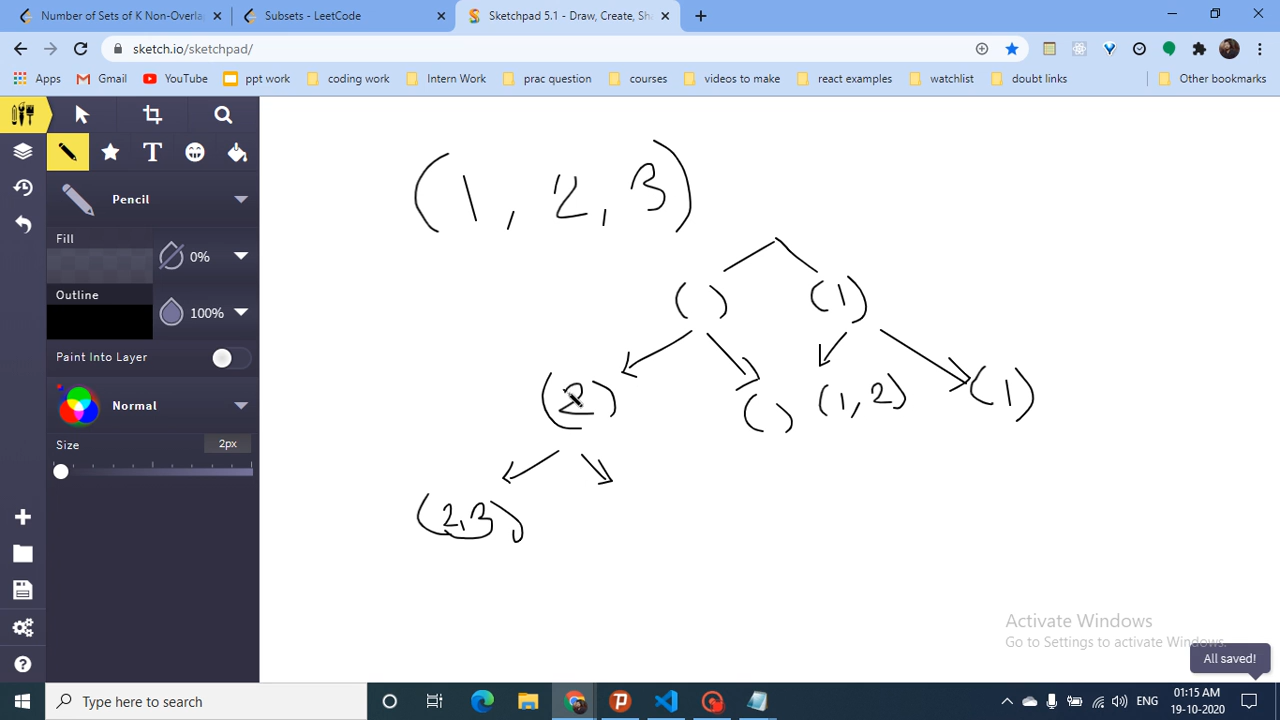 Number of Sets of K Non-Overla
Subsets - LeetCode
Sketchpad 5.1 - Draw, Create, Sha
sketch.io/sketchpad/
Apps
Gmail
YouTube
ppt work
coding work
Intern Work
prac question
courses
videos to make
react examples
watchlist
doubt links
Other bookmarks
Pencil
Fill
0%
Outline
100%
Paint Into Layer
Normal
Size
2px
(1, 2, 3)
( )
(1)
(2)
( )
(1,2)
(1)
(2,3)
Activate Windows
Go to Settings to activate Windows.
All saved!
Type here to search
ENG
01:15 AM
19-10-2020